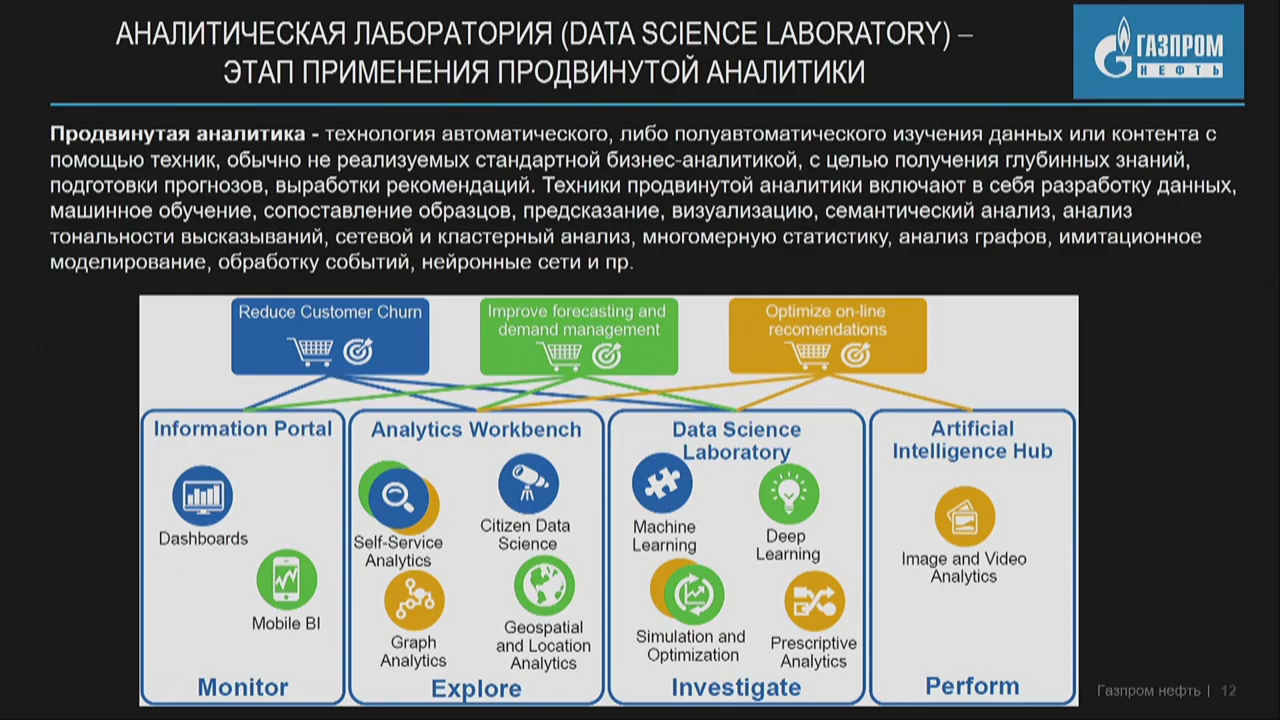 АНАЛИТИЧЕСКАЯ ЛАБОРАТОРИЯ (DATA SCIENCE LABORATORY) –
ЭТАП ПРИМЕНЕНИЯ ПРОДВИНУТОЙ АНАЛИТИКИ
ГАЗПРОМ
НЕФТЬ
Продвинутая аналитика - технология автоматического, либо полуавтоматического изучения данных или контента с
помощью техник, обычно не реализуемых стандартной бизнес-аналитикой, с целью получения глубинных знаний,
подготовки прогнозов, выработки рекомендаций. Техники продвинутой аналитики включают в себя разработку данных,
машинное обучение, сопоставление образцов, предсказание, визуализацию, семантический анализ, анализ
тональности высказываний, сетевой и кластерный анализ, многомерную статистику, анализ графов, имитационное
моделирование, обработку событий, нейронные сети и пр.
Reduce Customer Churn
Improve forecasting and
demand management
Optimize on-line
recomendations
Information Portal
Dashboards
Mobile BI
Monitor
Analytics Workbench
Self-Service
Analytics
Citizen Data
Science
Graph
Analytics
Geospatial
and Location
Analytics
Explore
Data Science
Laboratory
Machine
Learning
Deep
Learning
Simulation and
Optimization
Prescriptive
Analytics
Investigate
Artificial
Intelligence Hub
Image and Video
Analytics
Perform
Газпром нефть | 12